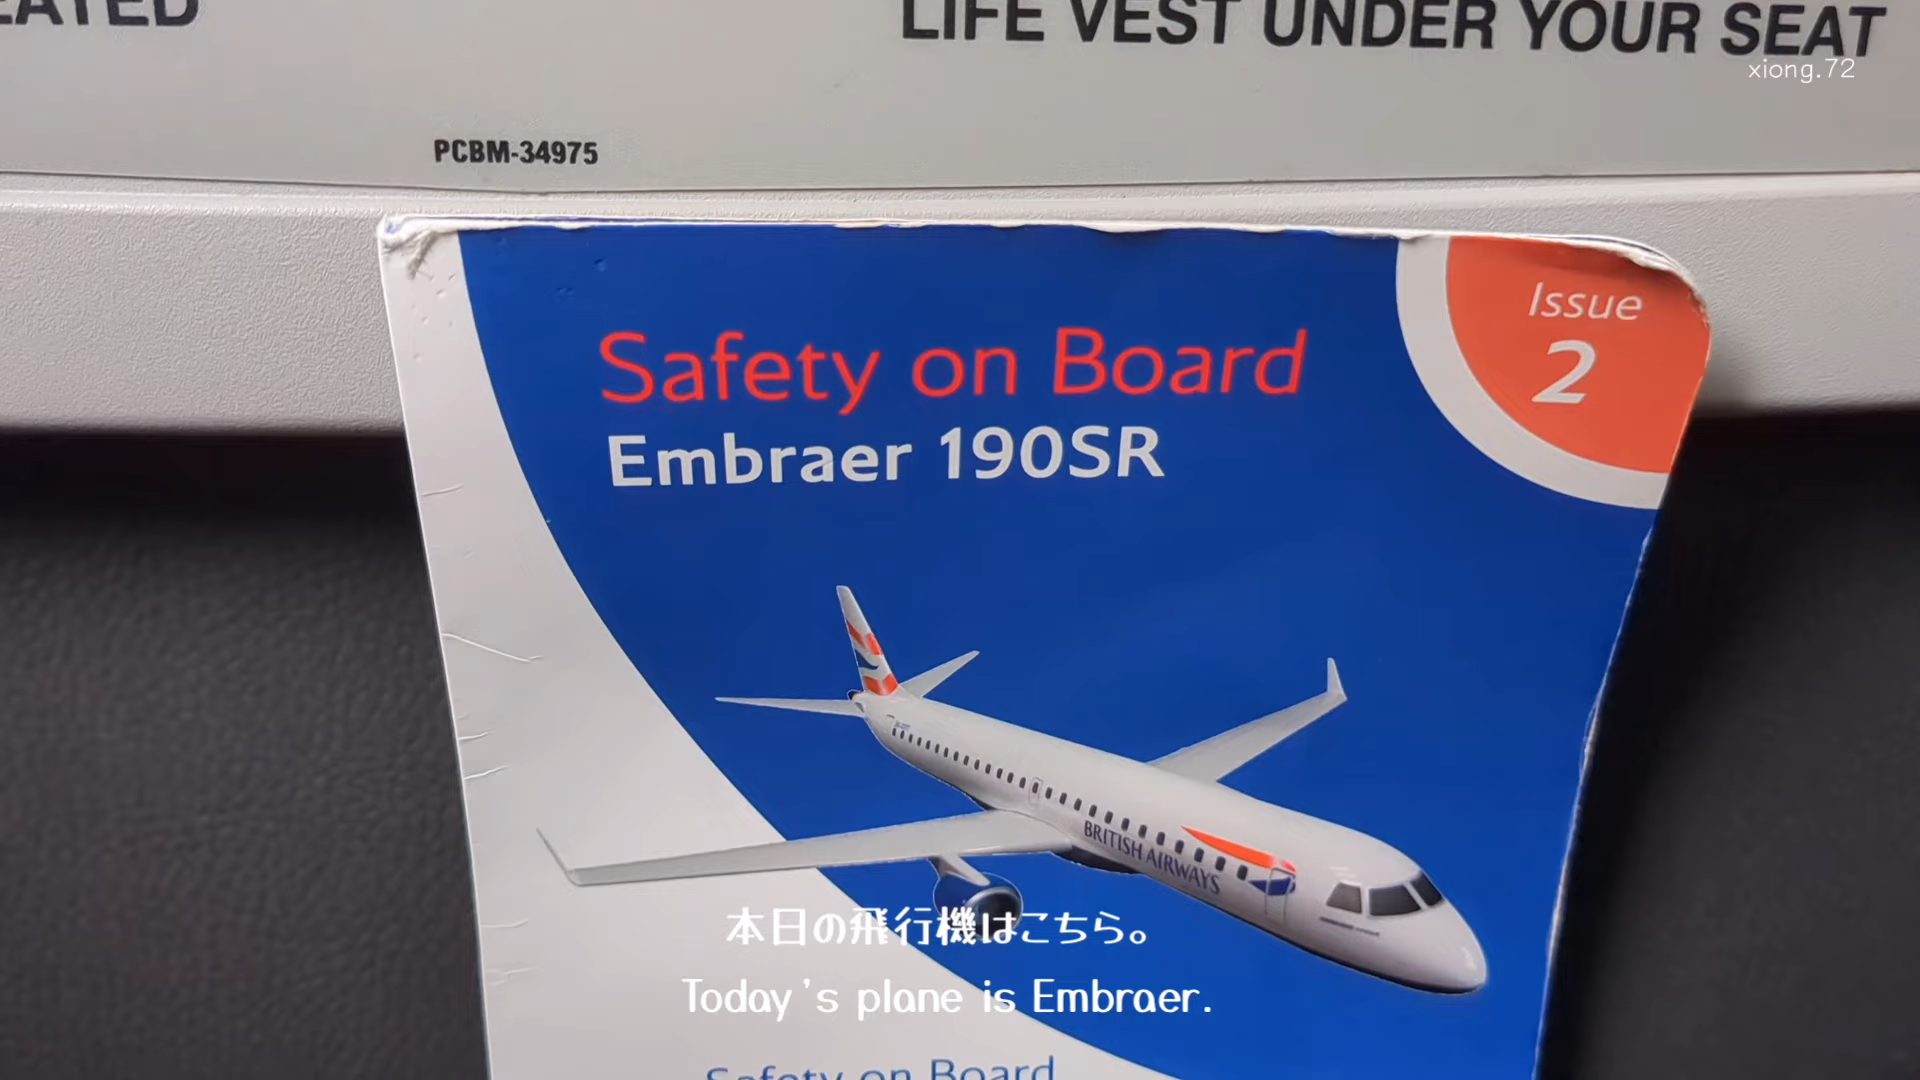 EATED
LIFE VEST UNDER YOUR SEAT
xiong.72
PCBM-34975
Issue
2
Safety on Board
Embraer 190SR
BRITISH AIRWAYS
本日の飛行機はこちら。
Today's plane is Embraer.
Safety on Board